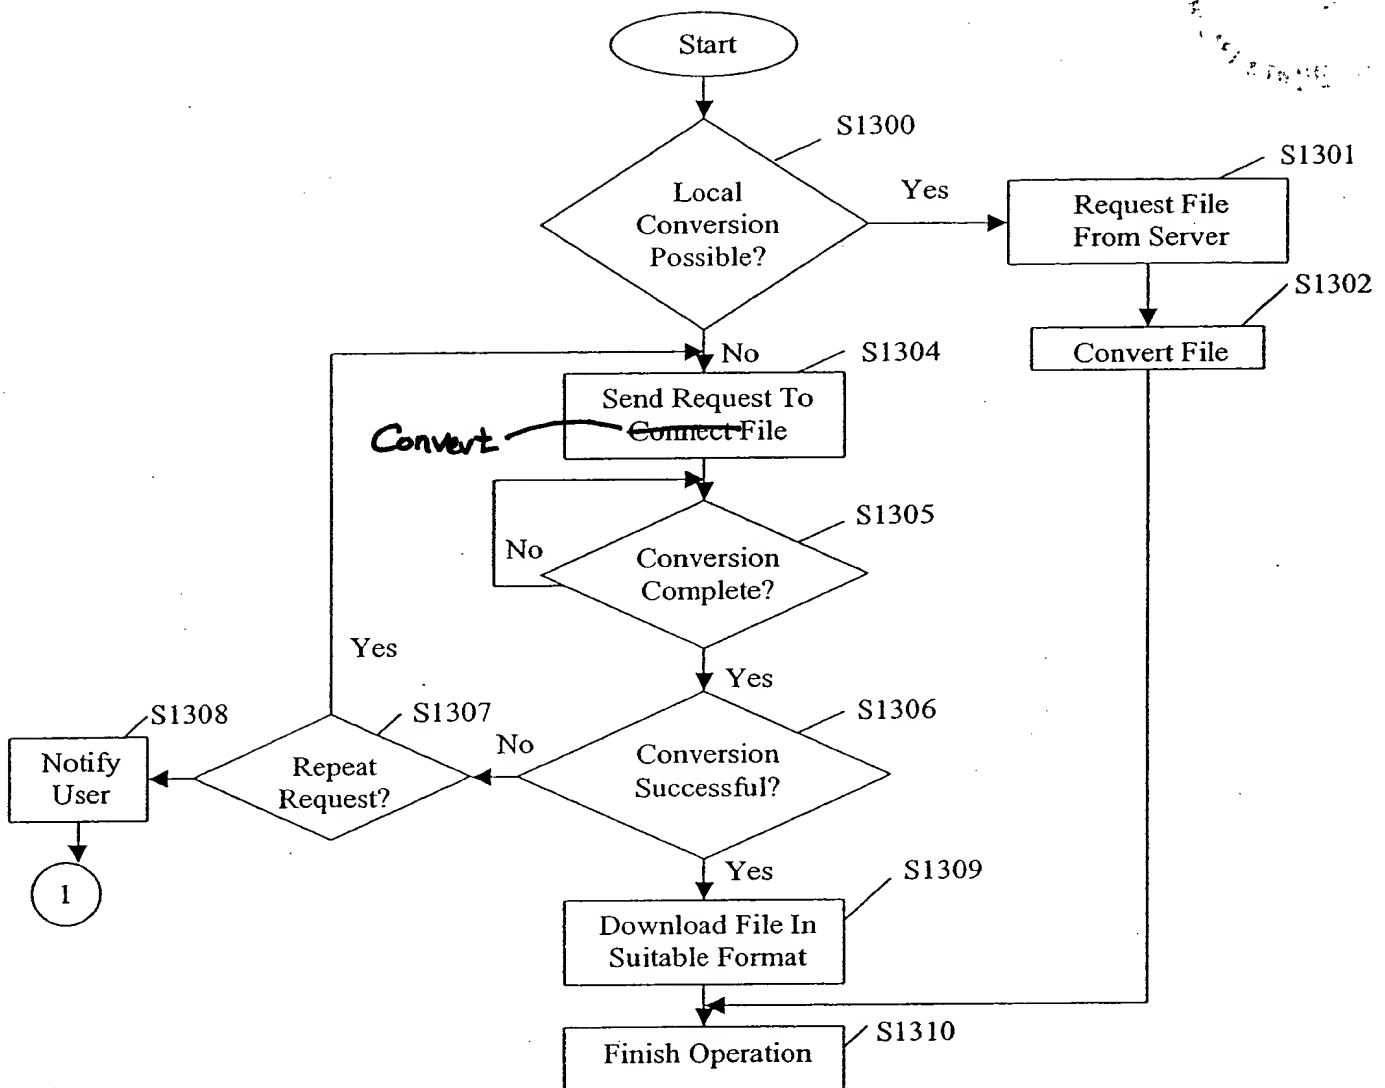 Start
S1300
Local
Conversion
Possible?
Yes
S1301
Request File
From Server
S1302
Convert File
No
S1304
Send Request To
Connect File
Convert
S1305
No
Conversion
Complete?
Yes
Yes
S1306
Conversion
Successful?
No
S1307
Repeat
Request?
S1308
Notify
User
1
Yes
S1309
Download File In
Suitable Format
S1310
Finish Operation